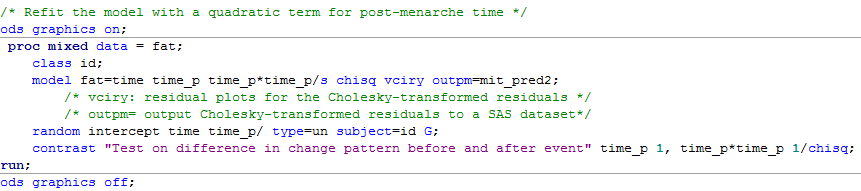 /* Refit the model with a quadratic term for post-menarche time */
ods graphics on;
proc mixed data = fat;
class id;
model fat=time time_p time_p*time_p/s chisq vciry outpm=mit_pred2;
/* vciry: residual plots for the Cholesky-transformed residuals */
/* outpm= output Cholesky-transformed residuals to a SAS dataset*/
random intercept time time_p/ type=un subject=id G;
contrast "Test on difference in change pattern before and after event" time_p 1, time_p*time_p 1/chisq;
run;
ods graphics off;